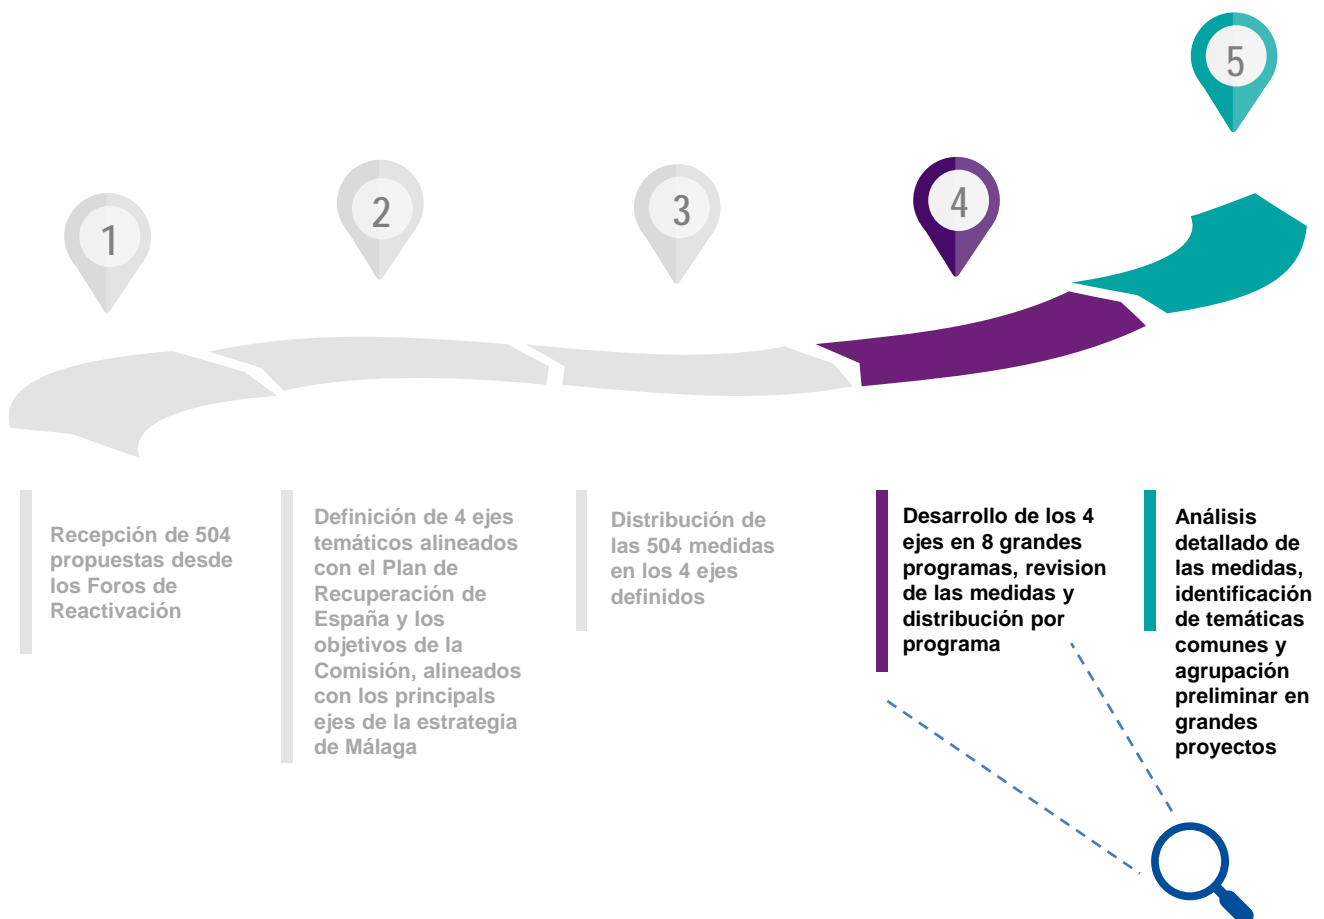 1
2
3
4
5
Recepción de 504
propuestas desde
los Foros de
Reactivación
Definición de 4 ejes
temáticos alineados
con el Plan de
Recuperación de
España y los
objetivos de la
Comisión, alineados
con los principals
ejes de la estrategia
de Málaga
Distribución de
las 504 medidas
en los 4 ejes
definidos
Desarrollo de los 4
ejes en 8 grandes
programas, revision
de las medidas y
distribución por
programa
Análisis
detallado de
las medidas,
identificación
de temáticas
comunes y
agrupación
preliminar en
grandes
proyectos